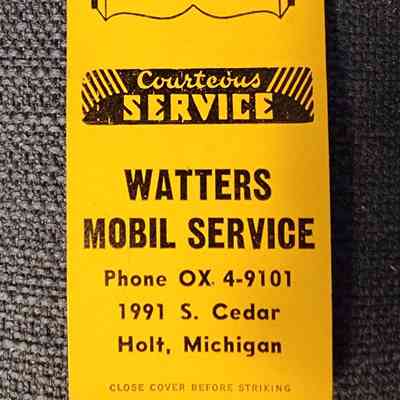 Courteous
SERVICE
WATTERS
MOBIL SERVICE
Phone OX. 4-9101
1991 S. Cedar
Holt, Michigan
CLOSE COVER BEFORE STRIKING